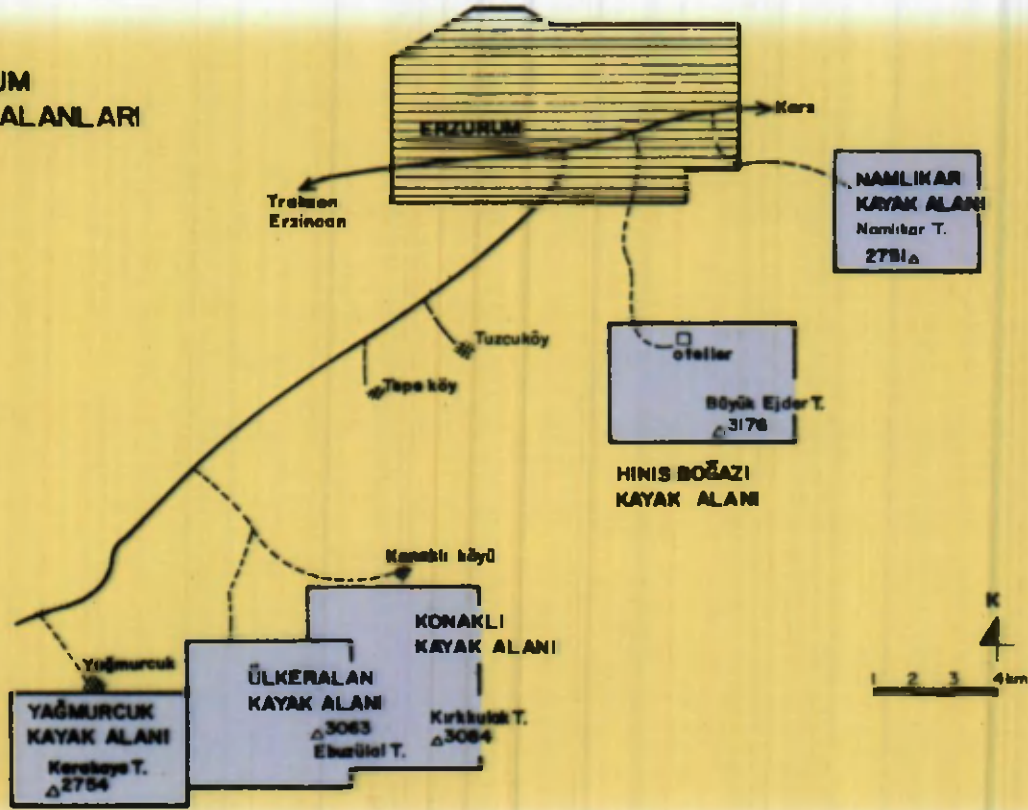 UM
ALANLARI
ERZURUM
Kars
Trabzon
Erzincan
NAMLIKAR
KAYAK ALANI
Namlıkar T.
2751
Tuzcuköy
Tepe köy
oteller
Büyük Ejder T.
3176
HINIS BOĞAZI
KAYAK ALANI
Konaklı köyü
KONAKLI
KAYAK ALANI
Kırkkulak T.
3084
ÜLKERALAN
KAYAK ALANI
3063
Yağmurcuk
YAĞMURCUK
KAYAK ALANI
Karakaya T.
2754
K
1 2 3 4 km